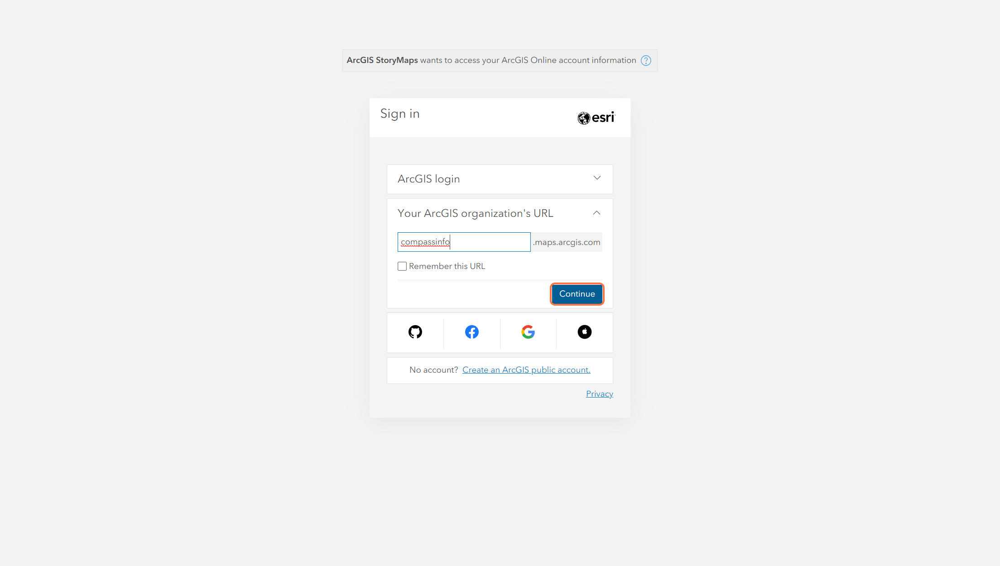 ArcGIS StoryMaps wants to access your ArcGIS Online account information ?
Sign in
esri
ArcGIS login
Your ArcGIS organization's URL
compassinfo .maps.arcgis.com
Remember this URL
Continue
No account? Create an ArcGIS public account.
Privacy